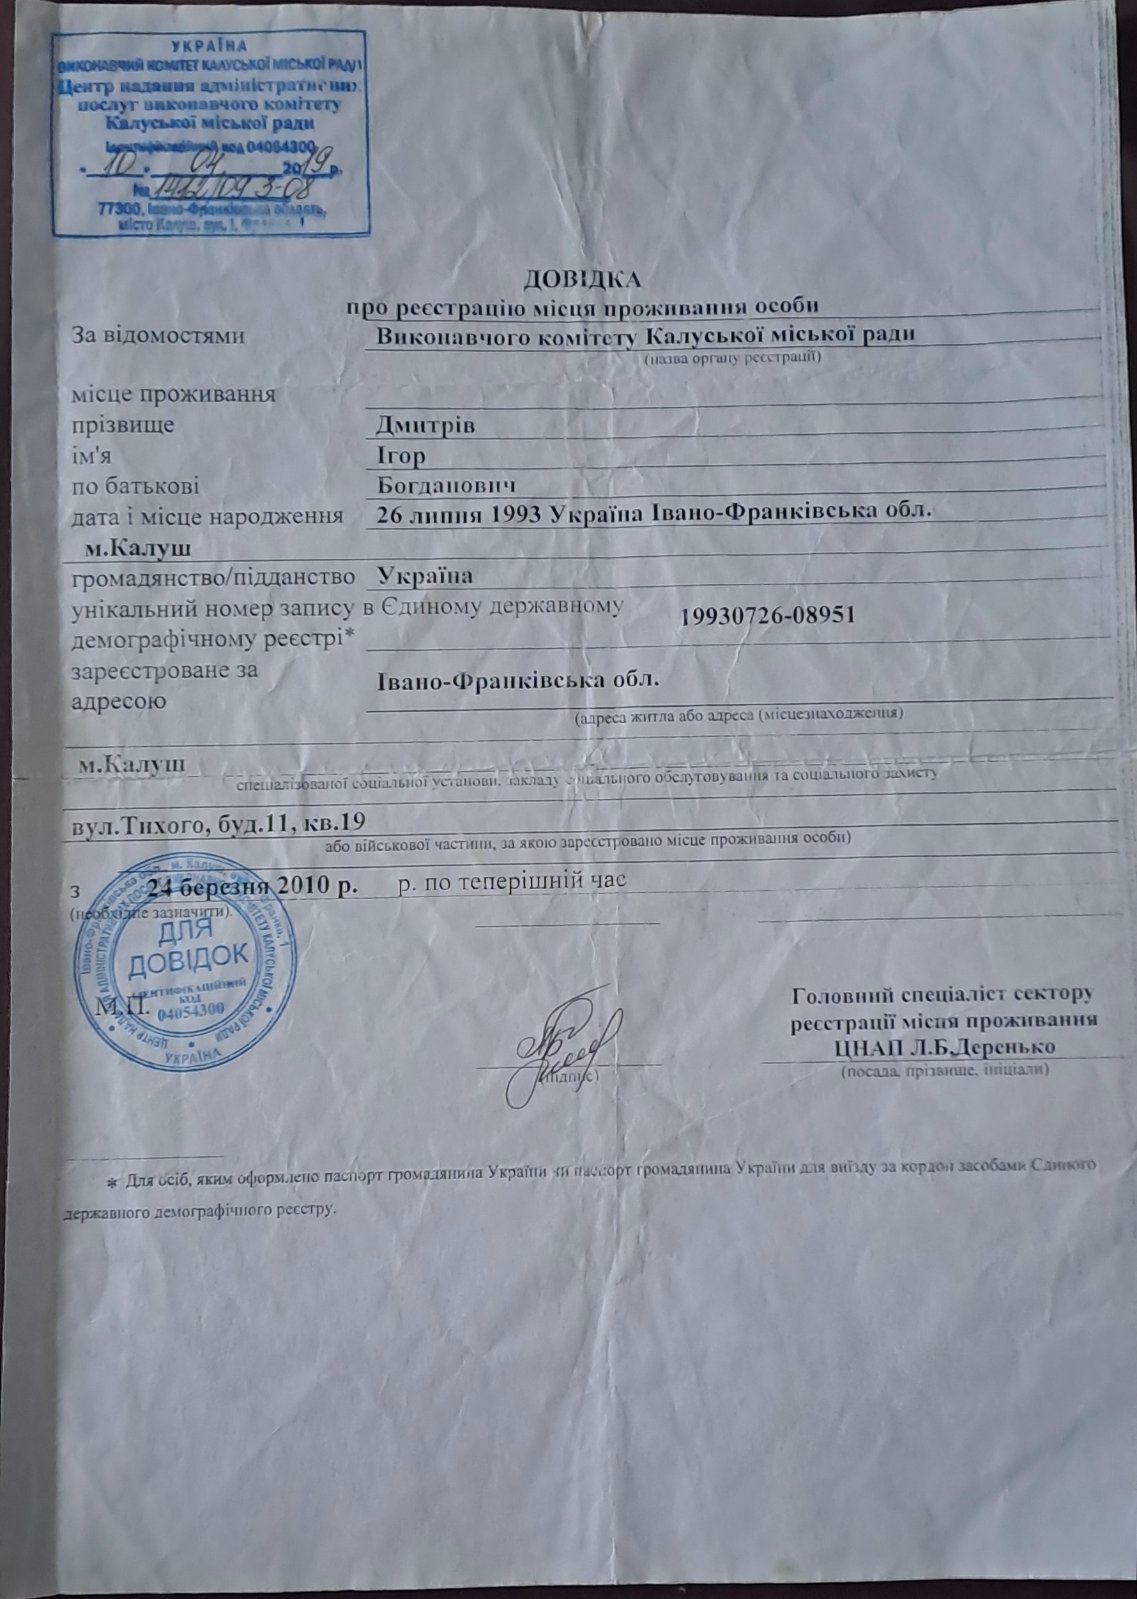 УКРАЇНА
ВИКОНАВЧИЙ КОМІТЕТ КАЛУСЬКОЇ МІСЬКОЇ РАДИ
Центр надання адміністративних
послуг виконавчого комітету
Калуської міської ради
Ідентифікаційний код 04054300
"10" 04 2019 р.
№ 1412/09 3-08
77300, Івано-Франківська область,
місто Калуш, вул. І.
ДОВІДКА
про реєстрацію місця проживання особи
За відомостями Виконавчого комітету Калуської міської ради
(назва органу реєстрації)
місце проживання
прізвище Дмитрів
ім'я Ігор
по батькові Богданович
дата і місце народження 26 липня 1993 Україна Івано-Франківська обл.
м.Калуш
громадянство/підданство Україна
унікальний номер запису в Єдиному державному
демографічному реєстрі* 19930726-08951
зареєстроване за
адресою Івано-Франківська обл.
(адреса житла або адреса (місцезнаходження)
м.Калуш
спеціалізованої соціальної установи, закладу соціального обслуговування та соціального захисту
вул.Тихого, буд.11, кв.19
або військової частини, за якою зареєстровано місце проживання особи)
з 24 березня 2010 р. р. по теперішній час
(необхідне зазначити).
ДЛЯ
ДОВІДОК
ІДЕНТИФІКАЦІЙНИЙ
КОД
04054300
УКРАЇНА
М.П.
(підпис)
Головний спеціаліст сектору
реєстрації місця проживання
ЦНАП Л.Б.Деренько
(посада, прізвище, ініціали)
* Для осіб, яким оформлено паспорт громадянина України чи паспорт громадянина України для виїзду за кордон засобами Єдиного
державного демографічного реєстру.